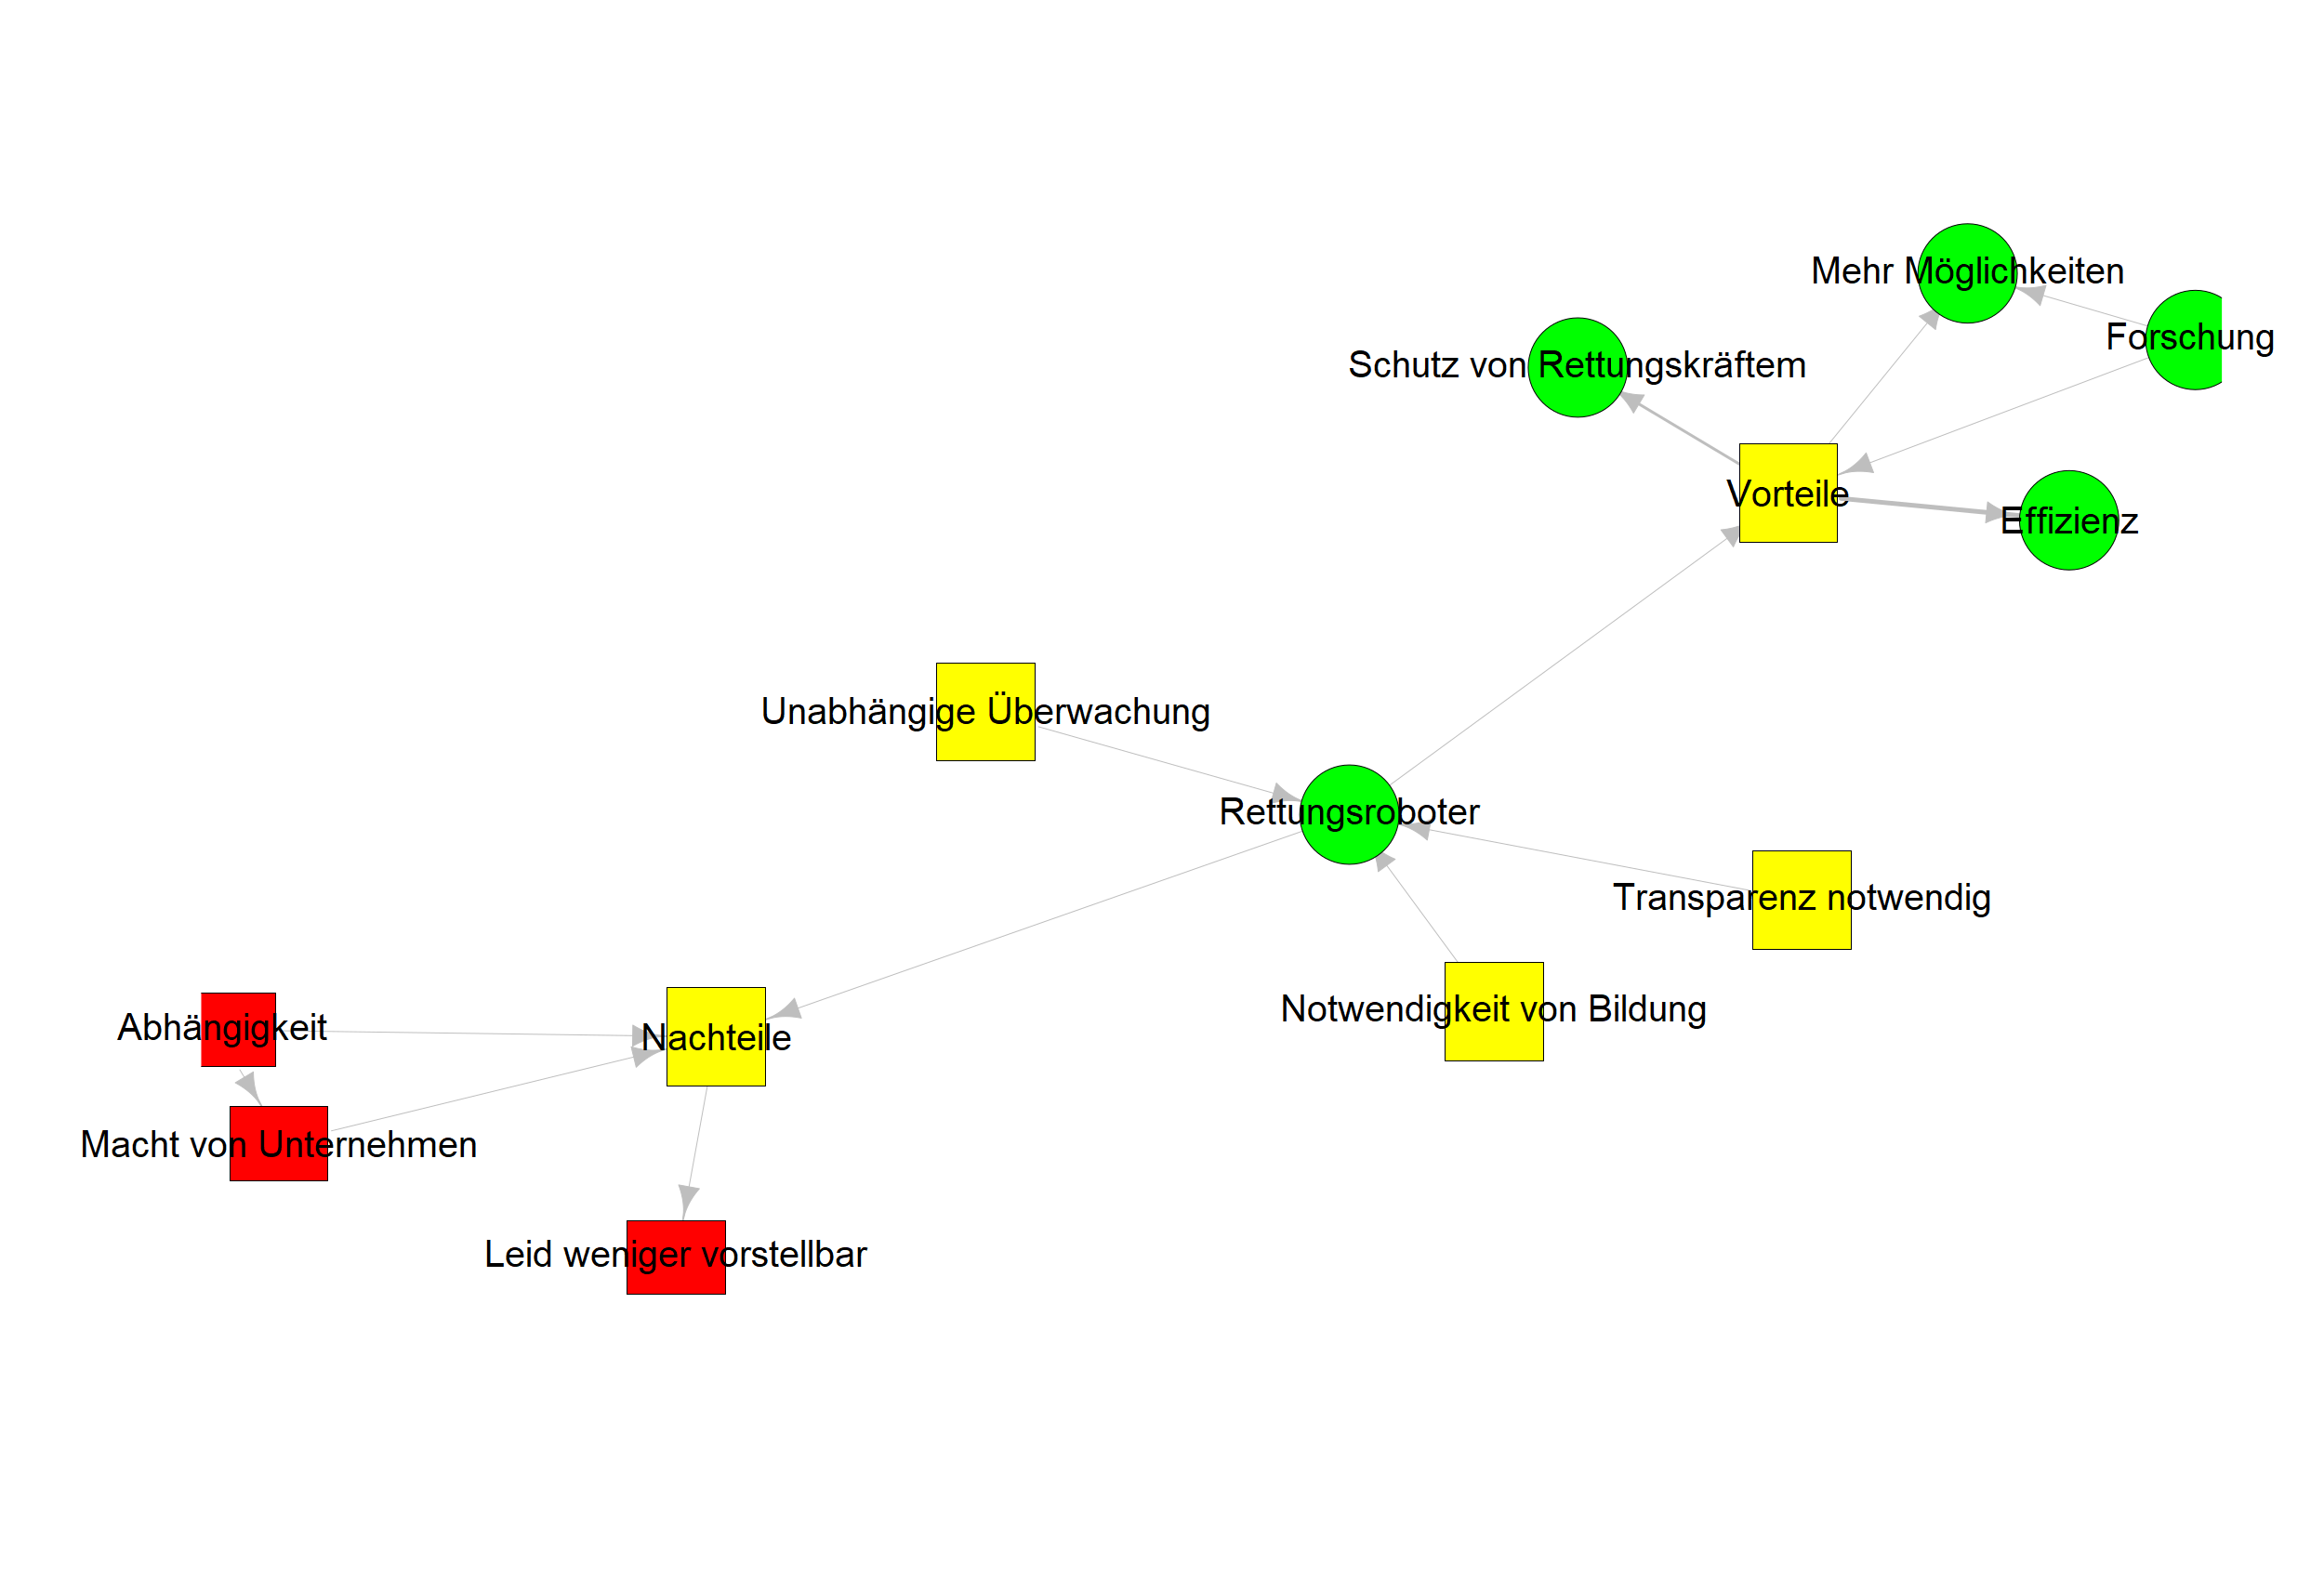 Mehr Möglichkeiten
Forschung
Schutz von Rettungskräftem
Vorteile
Effizienz
Unabhängige Überwachung
Rettungsroboter
Transparenz notwendig
Notwendigkeit von Bildung
Abhängigkeit
Nachteile
Macht von Unternehmen
Leid weniger vorstellbar